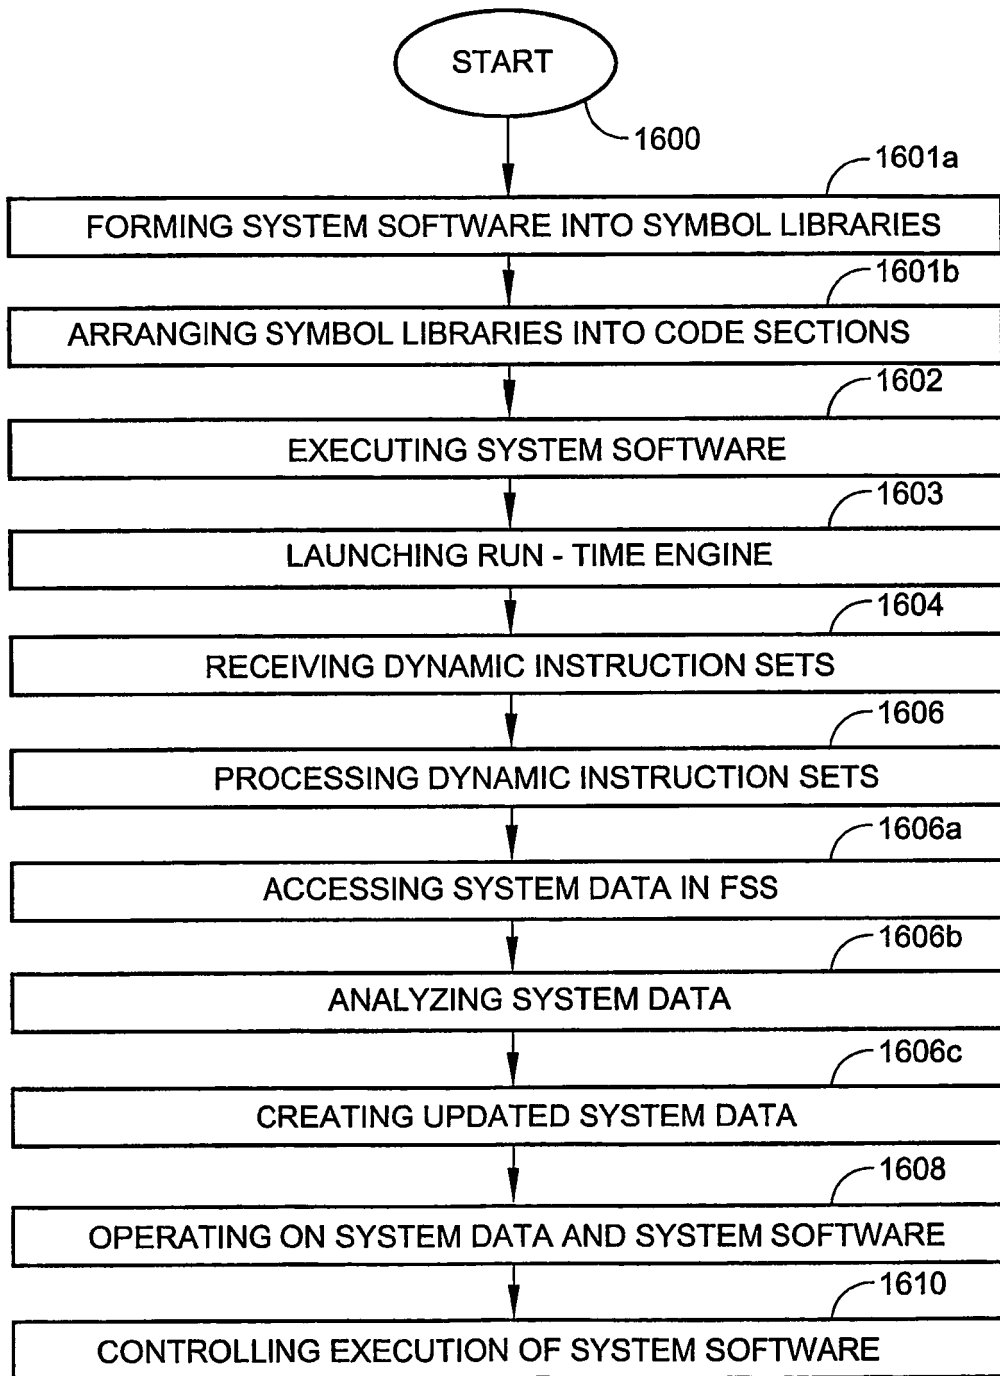 START
1600
1601a
FORMING SYSTEM SOFTWARE INTO SYMBOL LIBRARIES
1601b
ARRANGING SYMBOL LIBRARIES INTO CODE SECTIONS
1602
EXECUTING SYSTEM SOFTWARE
1603
LAUNCHING RUN - TIME ENGINE
1604
RECEIVING DYNAMIC INSTRUCTION SETS
1606
PROCESSING DYNAMIC INSTRUCTION SETS
1606a
ACCESSING SYSTEM DATA IN FSS
1606b
ANALYZING SYSTEM DATA
1606c
CREATING UPDATED SYSTEM DATA
1608
OPERATING ON SYSTEM DATA AND SYSTEM SOFTWARE
1610
CONTROLLING EXECUTION OF SYSTEM SOFTWARE